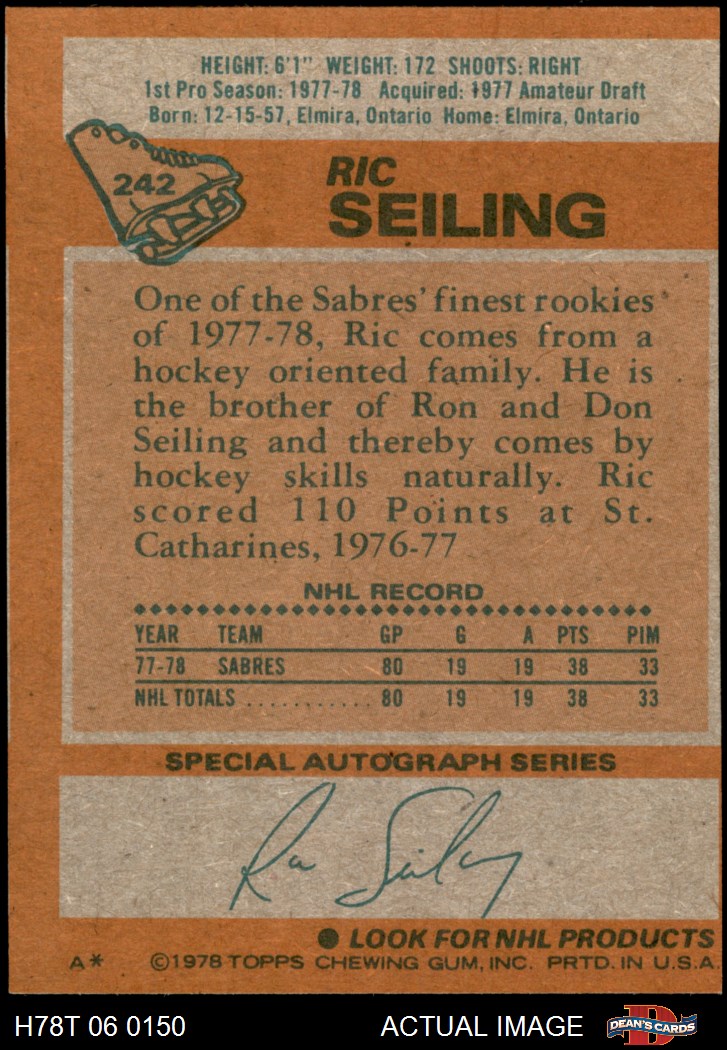 HEIGHT: 6'1" WEIGHT: 172 SHOOTS: RIGHT
1st Pro Season: 1977-78 Acquired: 1977 Amateur Draft
Born: 12-15-57, Elmira, Ontario Home: Elmira, Ontario
242
RIC
SEILING
One of the Sabres' finest rookies
of 1977-78, Ric comes from a
hockey oriented family. He is
the brother of Ron and Don
Seiling and thereby comes by
hockey skills naturally. Ric
scored 110 Points at St.
Catharines, 1976-77
NHL RECORD
YEAR TEAM GP G A PTS PIM
77-78 SABRES 80 19 19 38 33
NHL TOTALS ............ 80 19 19 38 33
SPECIAL AUTOGRAPH SERIES
Ric Seiling
● LOOK FOR NHL PRODUCTS
A* ©1978 TOPPS CHEWING GUM, INC. PRTD. IN U.S.A
H78T 06 0150 ACTUAL IMAGE
D
DEAN'S CARDS